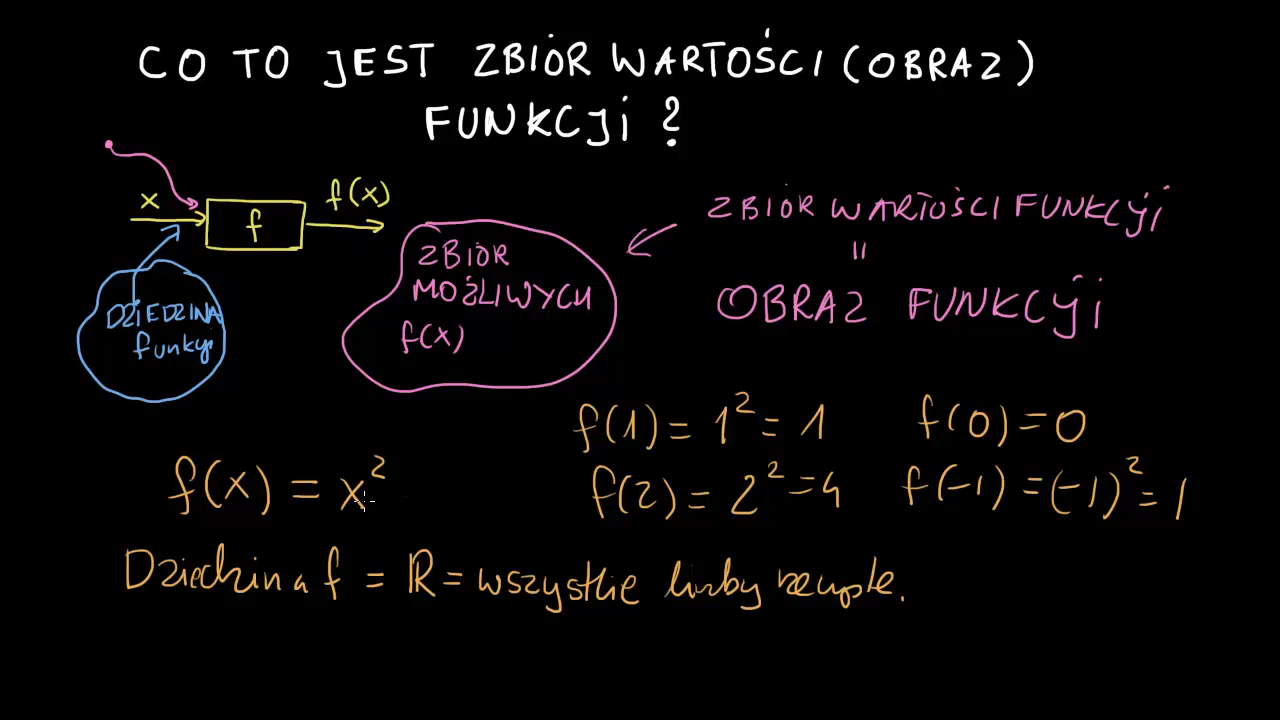 CO TO JEST ZBIÓR WARTOŚCI (OBRAZ)
FUNKCJI ?
x
f
f(x)
DZIEDZINA
funkcji
ZBIÓR
MOŻLIWYCH
f(x)
ZBIÓR WARTOŚCI FUNKCJI
=
OBRAZ FUNKCJI
f(1) = 1² = 1
f(0) = 0
f(x) = x²
f(2) = 2² = 4
f(-1) = (-1)² = 1
Dziedzina f = ℝ = wszystkie liczby rzeczywiste.